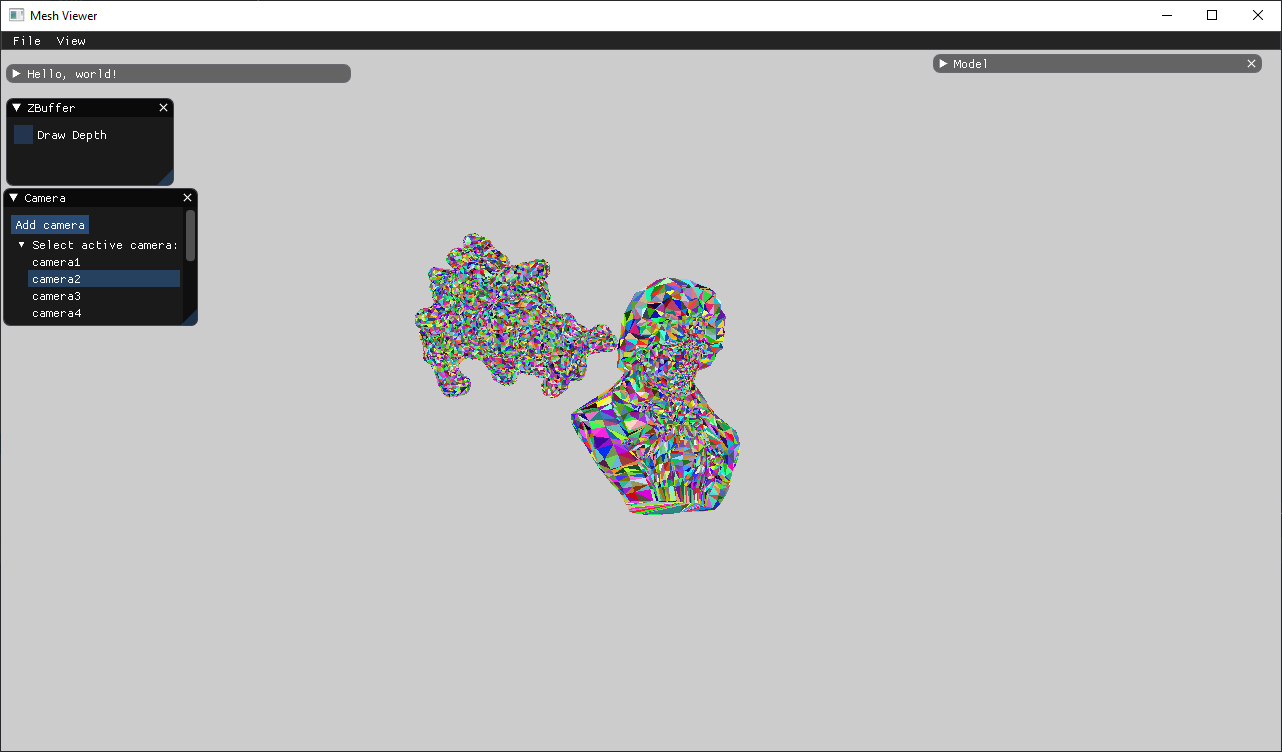 Mesh Viewer
File View
Hello, world!
Model
ZBuffer
Draw Depth
Camera
Add camera
Select active camera:
camera1
camera2
camera3
camera4